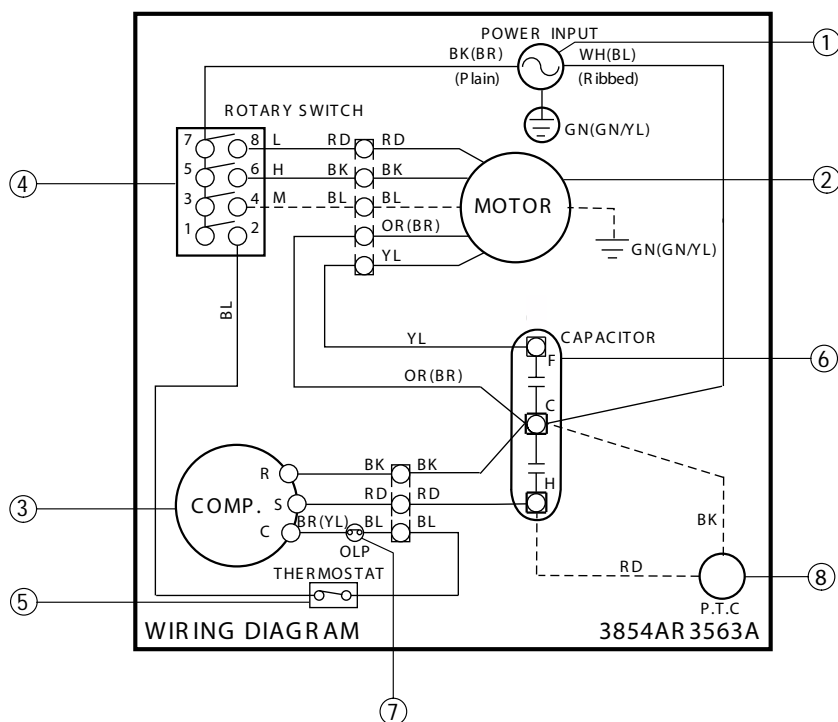 POWER INPUT
1
BK(BR)
WH(BL)
(Plain)
(Ribbed)
ROTARY SWITCH
GN(GN/YL)
7 8 L RD RD
5 6 H BK BK
4
3 4 M BL BL
MOTOR
2
1 2
OR(BR)
GN(GN/YL)
YL
BL
YL
CAPACITOR
F
6
OR(BR)
C
R BK BK
H
3
COMP.
S RD RD
C BR(YL) BL BL
BK
OLP
THERMOSTAT
RD
8
5
P.T.C
WIRING DIAGRAM
3854AR3563A
7